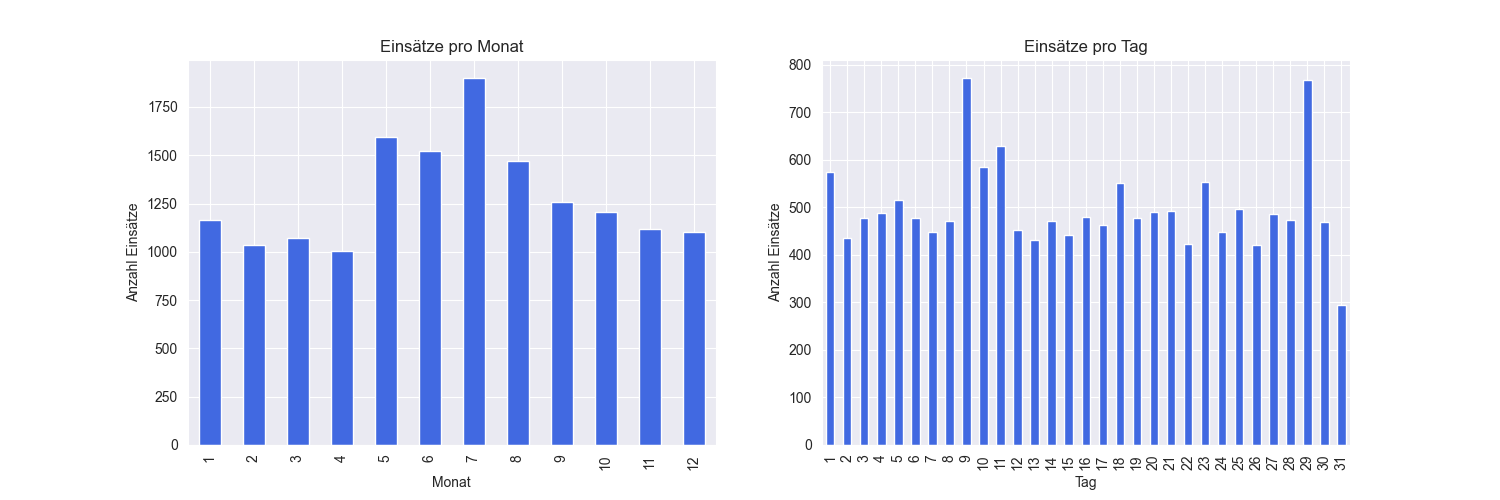 Einsätze pro Monat
1750
1500
1250
1000
750
500
250
0
Anzahl Einsätze
1 2 3 4 5 6 7 8 9 10 11 12
Monat
Einsätze pro Tag
800
700
600
500
400
300
200
100
0
Anzahl Einsätze
1 2 3 4 5 6 7 8 9 10 11 12 13 14 15 16 17 18 19 20 21 22 23 24 25 26 27 28 29 30 31
Tag